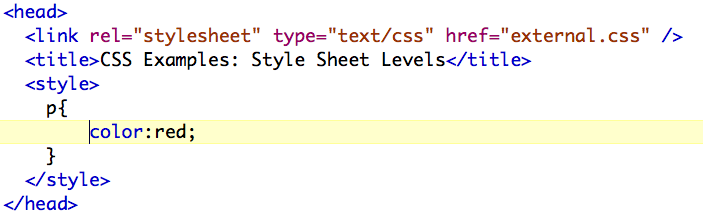 <head>
<link rel="stylesheet" type="text/css" href="external.css" />
<title>CSS Examples: Style Sheet Levels</title>
<style>
p{
color:red;
}
</style>
</head>